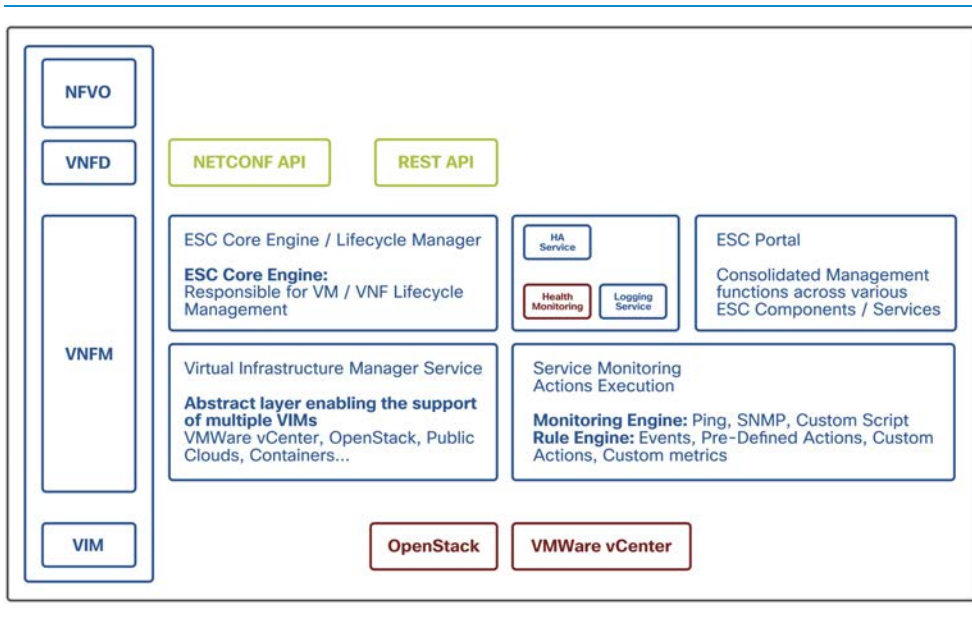 NFVO
VNFD
NETCONF API
REST API
VNFM
ESC Core Engine / Lifecycle Manager
ESC Core Engine:
Responsible for VM / VNF Lifecycle
Management
HA
Service
Health
Monitoring
Logging
Service
ESC Portal
Consolidated Management
functions across various
ESC Components / Services
Virtual Infrastructure Manager Service
Abstract layer enabling the support
of multiple VIMs
VMWare vCenter, OpenStack, Public
Clouds, Containers...
Service Monitoring
Actions Execution
Monitoring Engine: Ping, SNMP, Custom Script
Rule Engine: Events, Pre-Defined Actions, Custom
Actions, Custom metrics
VIM
OpenStack
VMWare vCenter